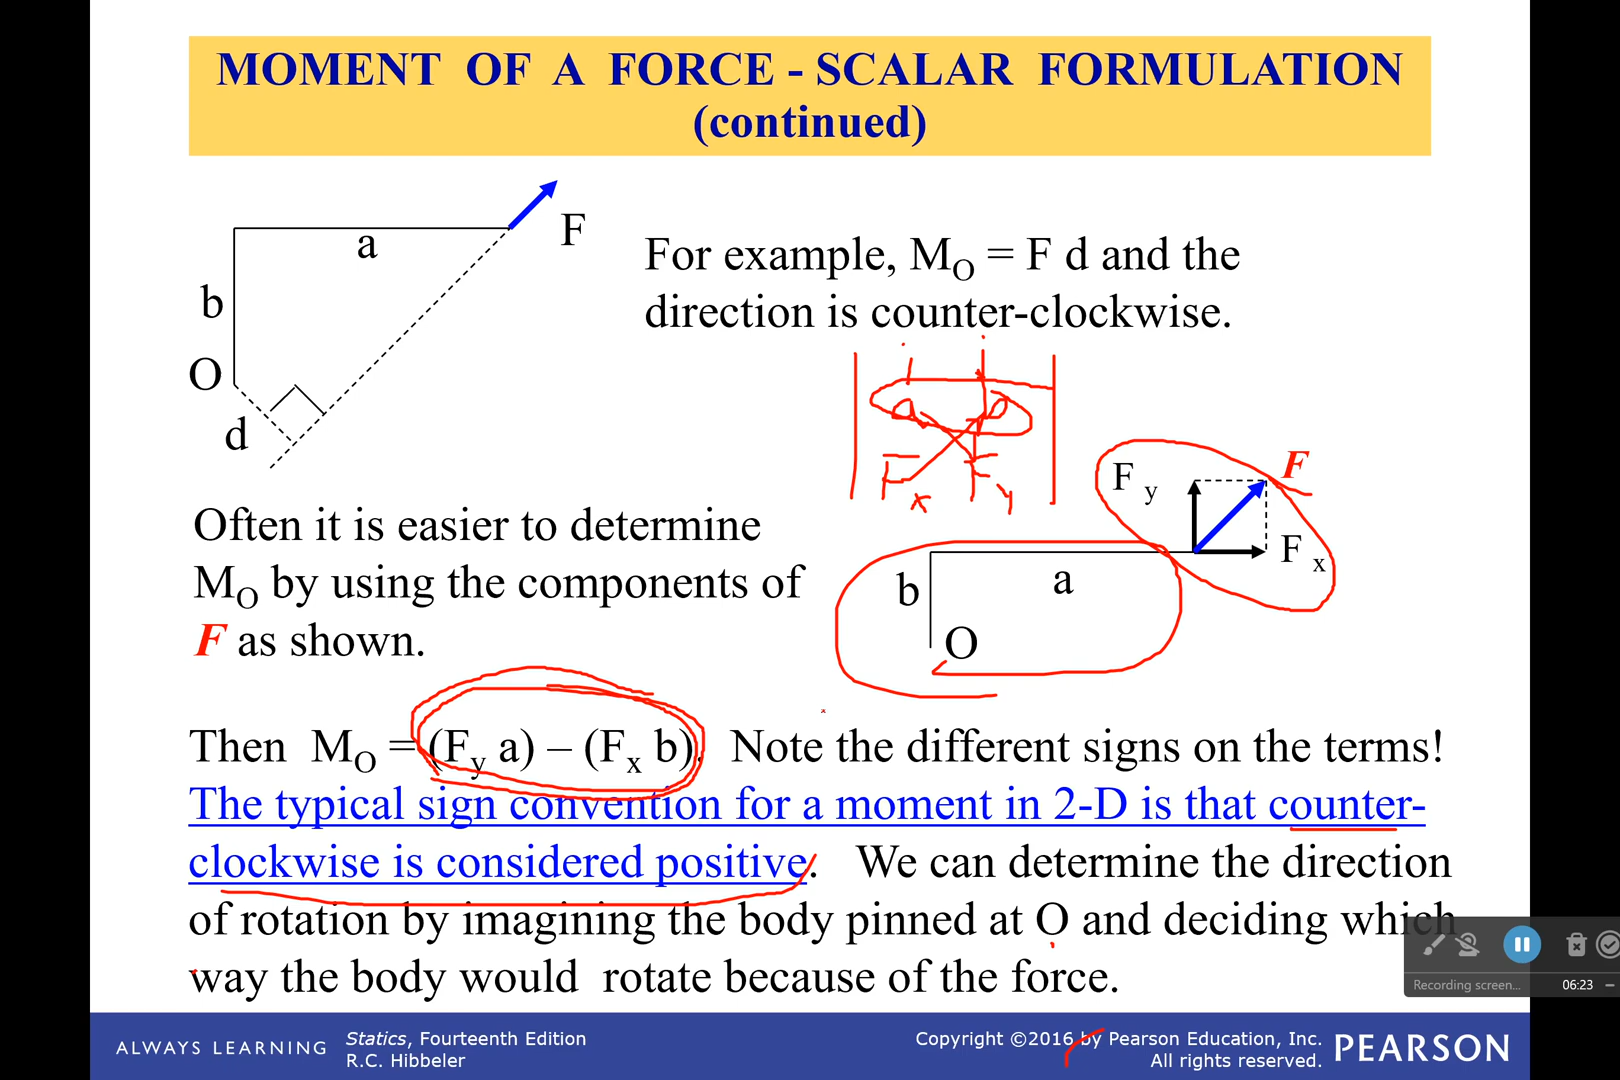 MOMENT OF A FORCE - SCALAR FORMULATION
(continued)
F
a
b
O
d
For example, MO = F d and the
direction is counter-clockwise.
i j
a b
Fx Fy
Often it is easier to determine
MO by using the components of
F as shown.
F y
F
F x
b
a
O
Then MO = (Fy a) – (Fx b). Note the different signs on the terms!
The typical sign convention for a moment in 2-D is that counter-
clockwise is considered positive. We can determine the direction
of rotation by imagining the body pinned at O and deciding which
way the body would rotate because of the force.
Recording screen... 06:23
ALWAYS LEARNING
Statics, Fourteenth Edition
R.C. Hibbeler
Copyright ©2016 by Pearson Education, Inc.
All rights reserved.
PEARSON